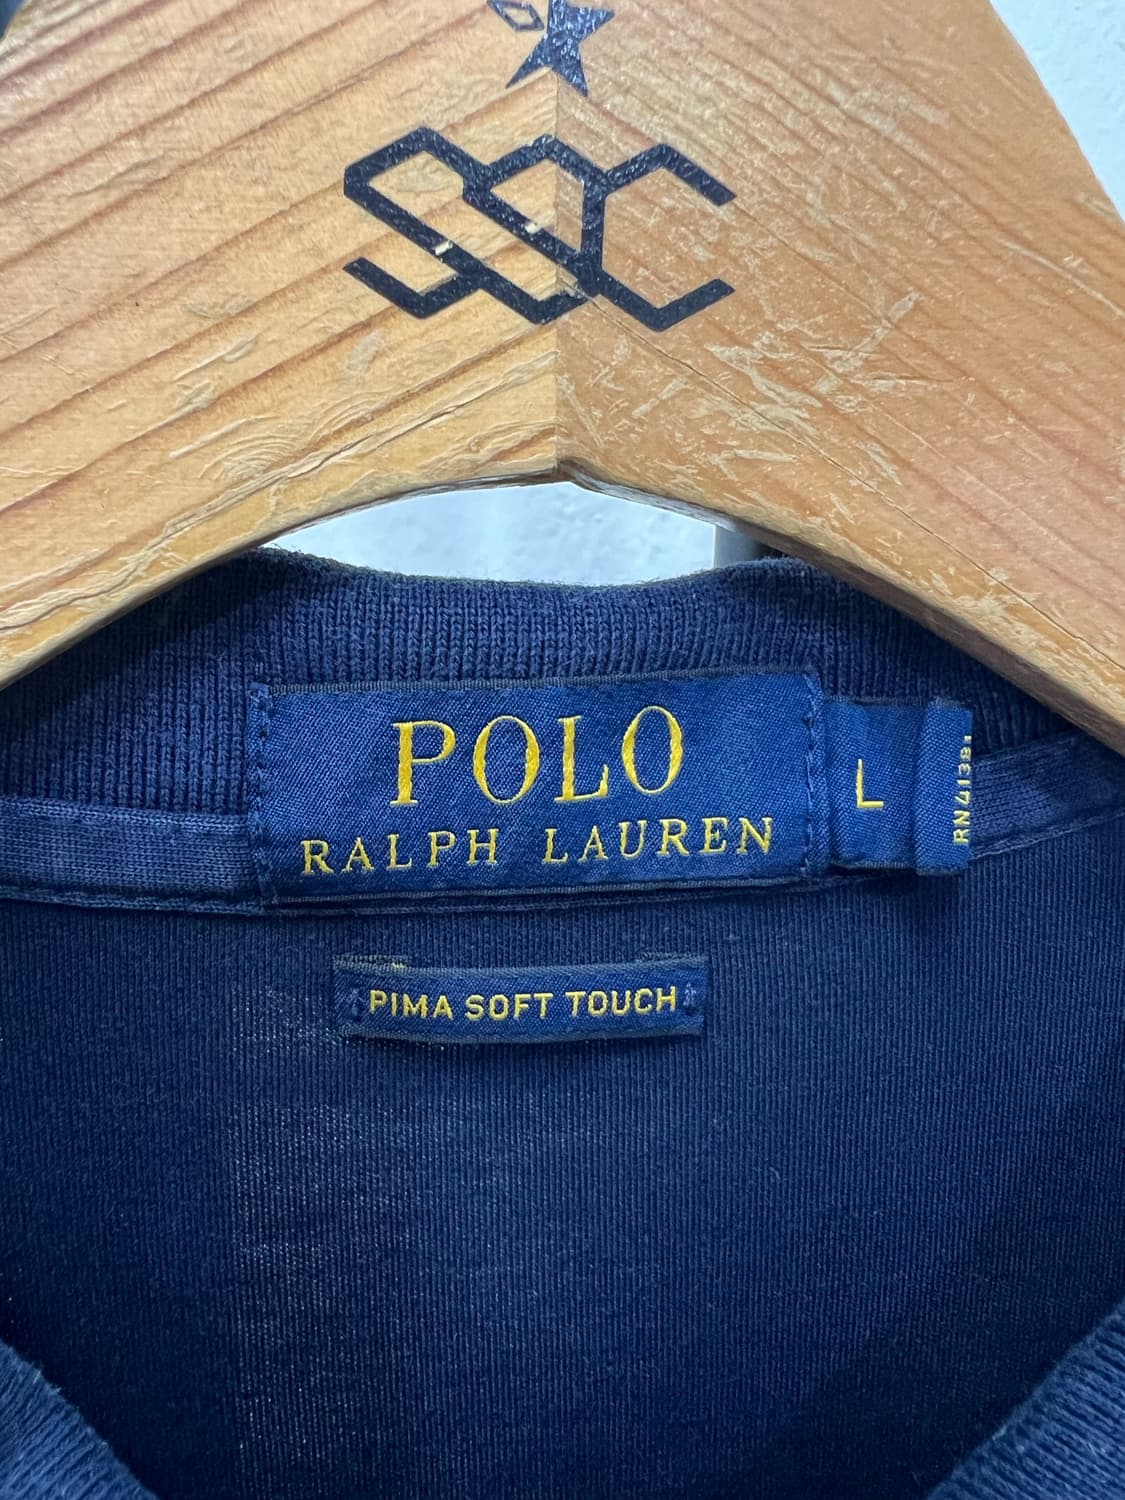 SSC
POLO
RALPH LAUREN
L
RN41381
PIMA SOFT TOUCH